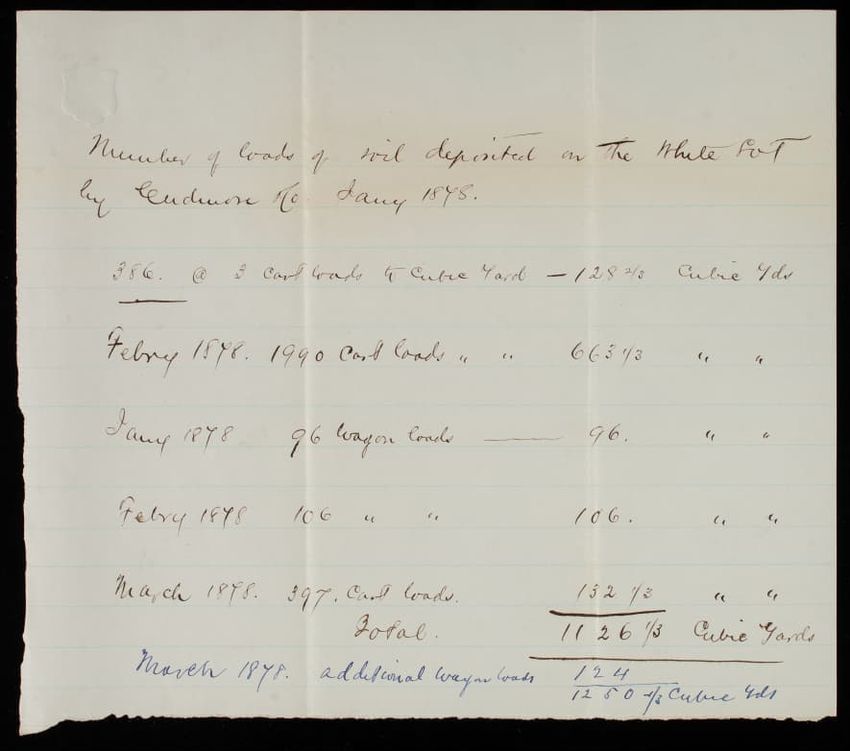 Number of loads of soil deposited on the White Lot
by Cudmore &Co. Jany 1878.
386. @ 3 Cart loads to Cubic Yard — 128 2/3 Cubic Yds
Febry 1878. 1990 Cart loads " " 663 1/3 " "
Jany 1878 96 Wagon loads — 96. " "
Febry 1878 106 " " 106. " "
March 1878. 397. Cart loads. 132 1/3 " "
Total. 1126 1/3 Cubic Yards
March 1878. additional wagon loads 124
1250 1/3 Cubic Yds